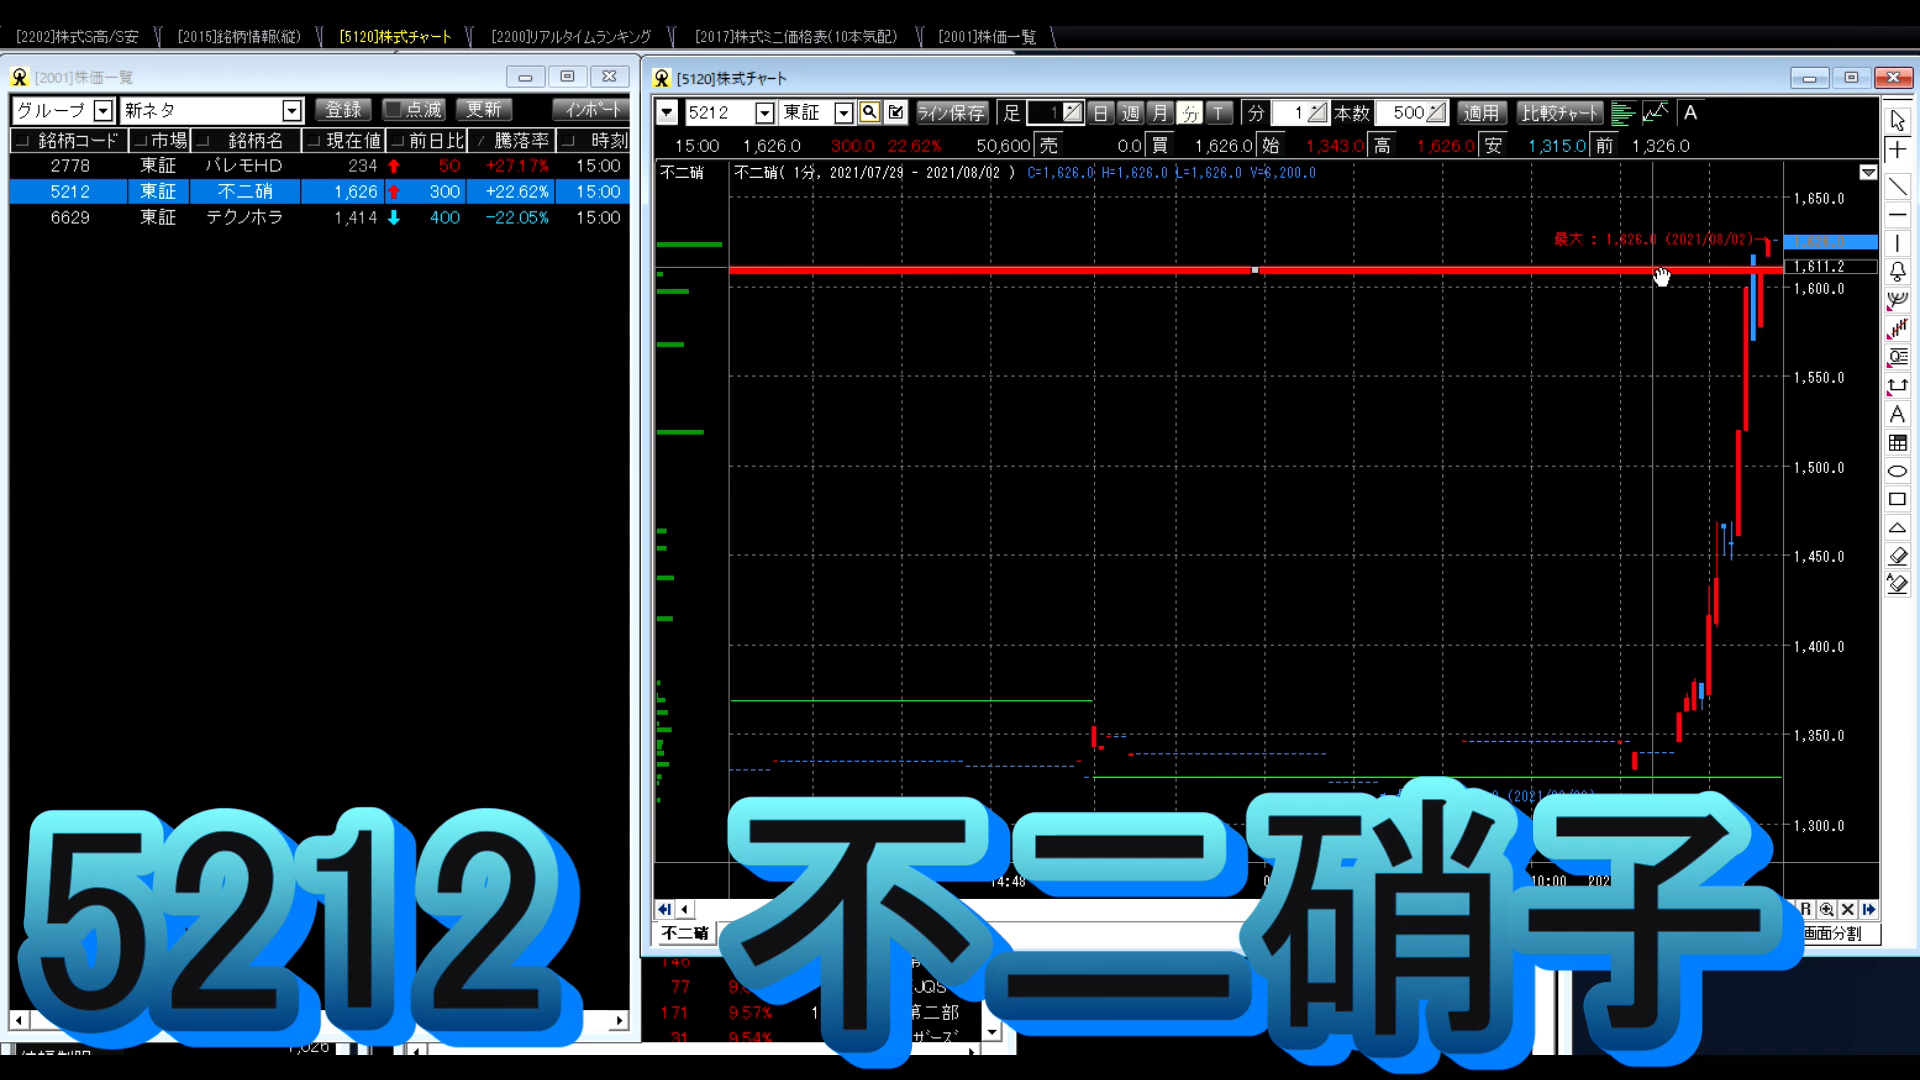 [2202]株式S高/S安
[2015]銘柄情報(縦)
[5120]株式チャート
[2200]リアルタイムランキング
[2017]株式ミニ価格表(10本気配)
[2001]株価一覧
[2001]株価一覧
グループ 新ネタ 登録 点滅 更新 インポート
銘柄コード 市場 銘柄名 現在値 前日比 騰落率 時刻
2778 東証 パレモHD 234 50 +27.17% 15:00
5212 東証 不二硝 1,626 300 +22.62% 15:00
6629 東証 テクノホラ 1,414 400 -22.05% 15:00
[5120]株式チャート
5212 東証 ライン保存 足 1 日 週 月 分 T 分 1 本数 500 適用 比較チャート A
15:00 1,626.0 300.0 22.62% 50,600 売 0.0 買 1,626.0 始 1,343.0 高 1,626.0 安 1,315.0 前 1,326.0
不二硝
不二硝( 1分, 2021/07/29 - 2021/08/02 ) C=1,626.0 H=1,626.0 L=1,626.0 V=6,200.0
1,650.0
最大 : 1,626.0 (2021/08/02)
1,611.2
1,600.0
1,550.0
1,500.0
1,450.0
1,400.0
1,350.0
1,300.0
14:48
10:00
R
不二硝
画面分割
77
JQS
171 9.57% 1
第二部
31 9.54%
5212 不二硝子